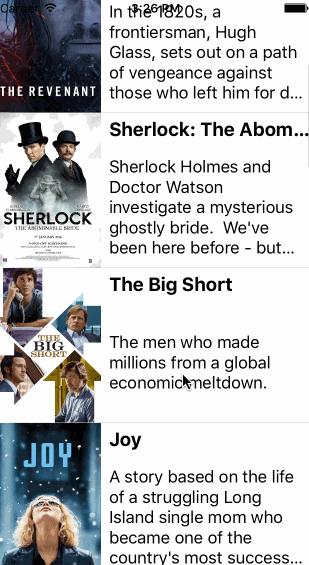 Carrier 3:26 PM
In the 1820s, a
frontiersman, Hugh
Glass, sets out on a path
of vengeance against
those who left him for d...
THE REVENANT
Sherlock: The Abom...
Sherlock Holmes and
Doctor Watson
investigate a mysterious
ghostly bride. We've
been here before - but...
SHERLOCK
THE ABOMINABLE BRIDE
The Big Short
The men who made
millions from a global
economic meltdown.
THE
BIG
SHORT
Joy
A story based on the life
of a struggling Long
Island single mom who
became one of the
country's most success...
JOY